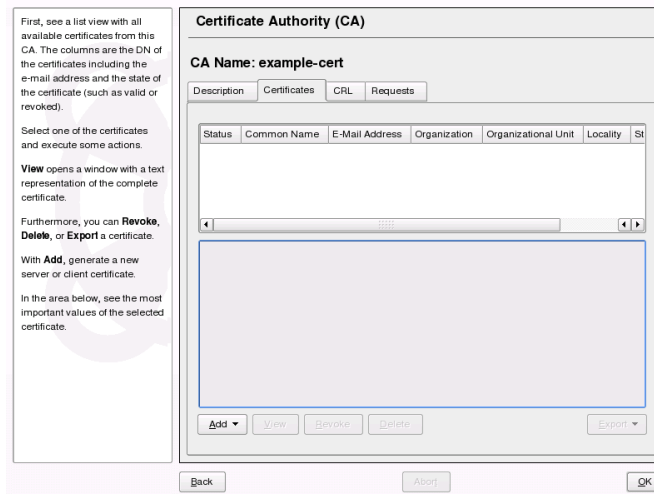 First, see a list view with all
available certificates from this
CA. The columns are the DN of
the certificates including the
e-mail address and the state of
the certificate (such as valid or
revoked).
Select one of the certificates
and execute some actions.
View opens a window with a text
representation of the complete
certificate.
Furthermore, you can Revoke,
Delete, or Export a certificate.
With Add, generate a new
server or client certificate.
In the area below, see the most
important values of the selected
certificate.
Certificate Authority (CA)
CA Name: example-cert
Description Certificates CRL Requests
Status Common Name E-Mail Address Organization Organizational Unit Locality St
Add View Revoke Delete Export
Back Abort OK